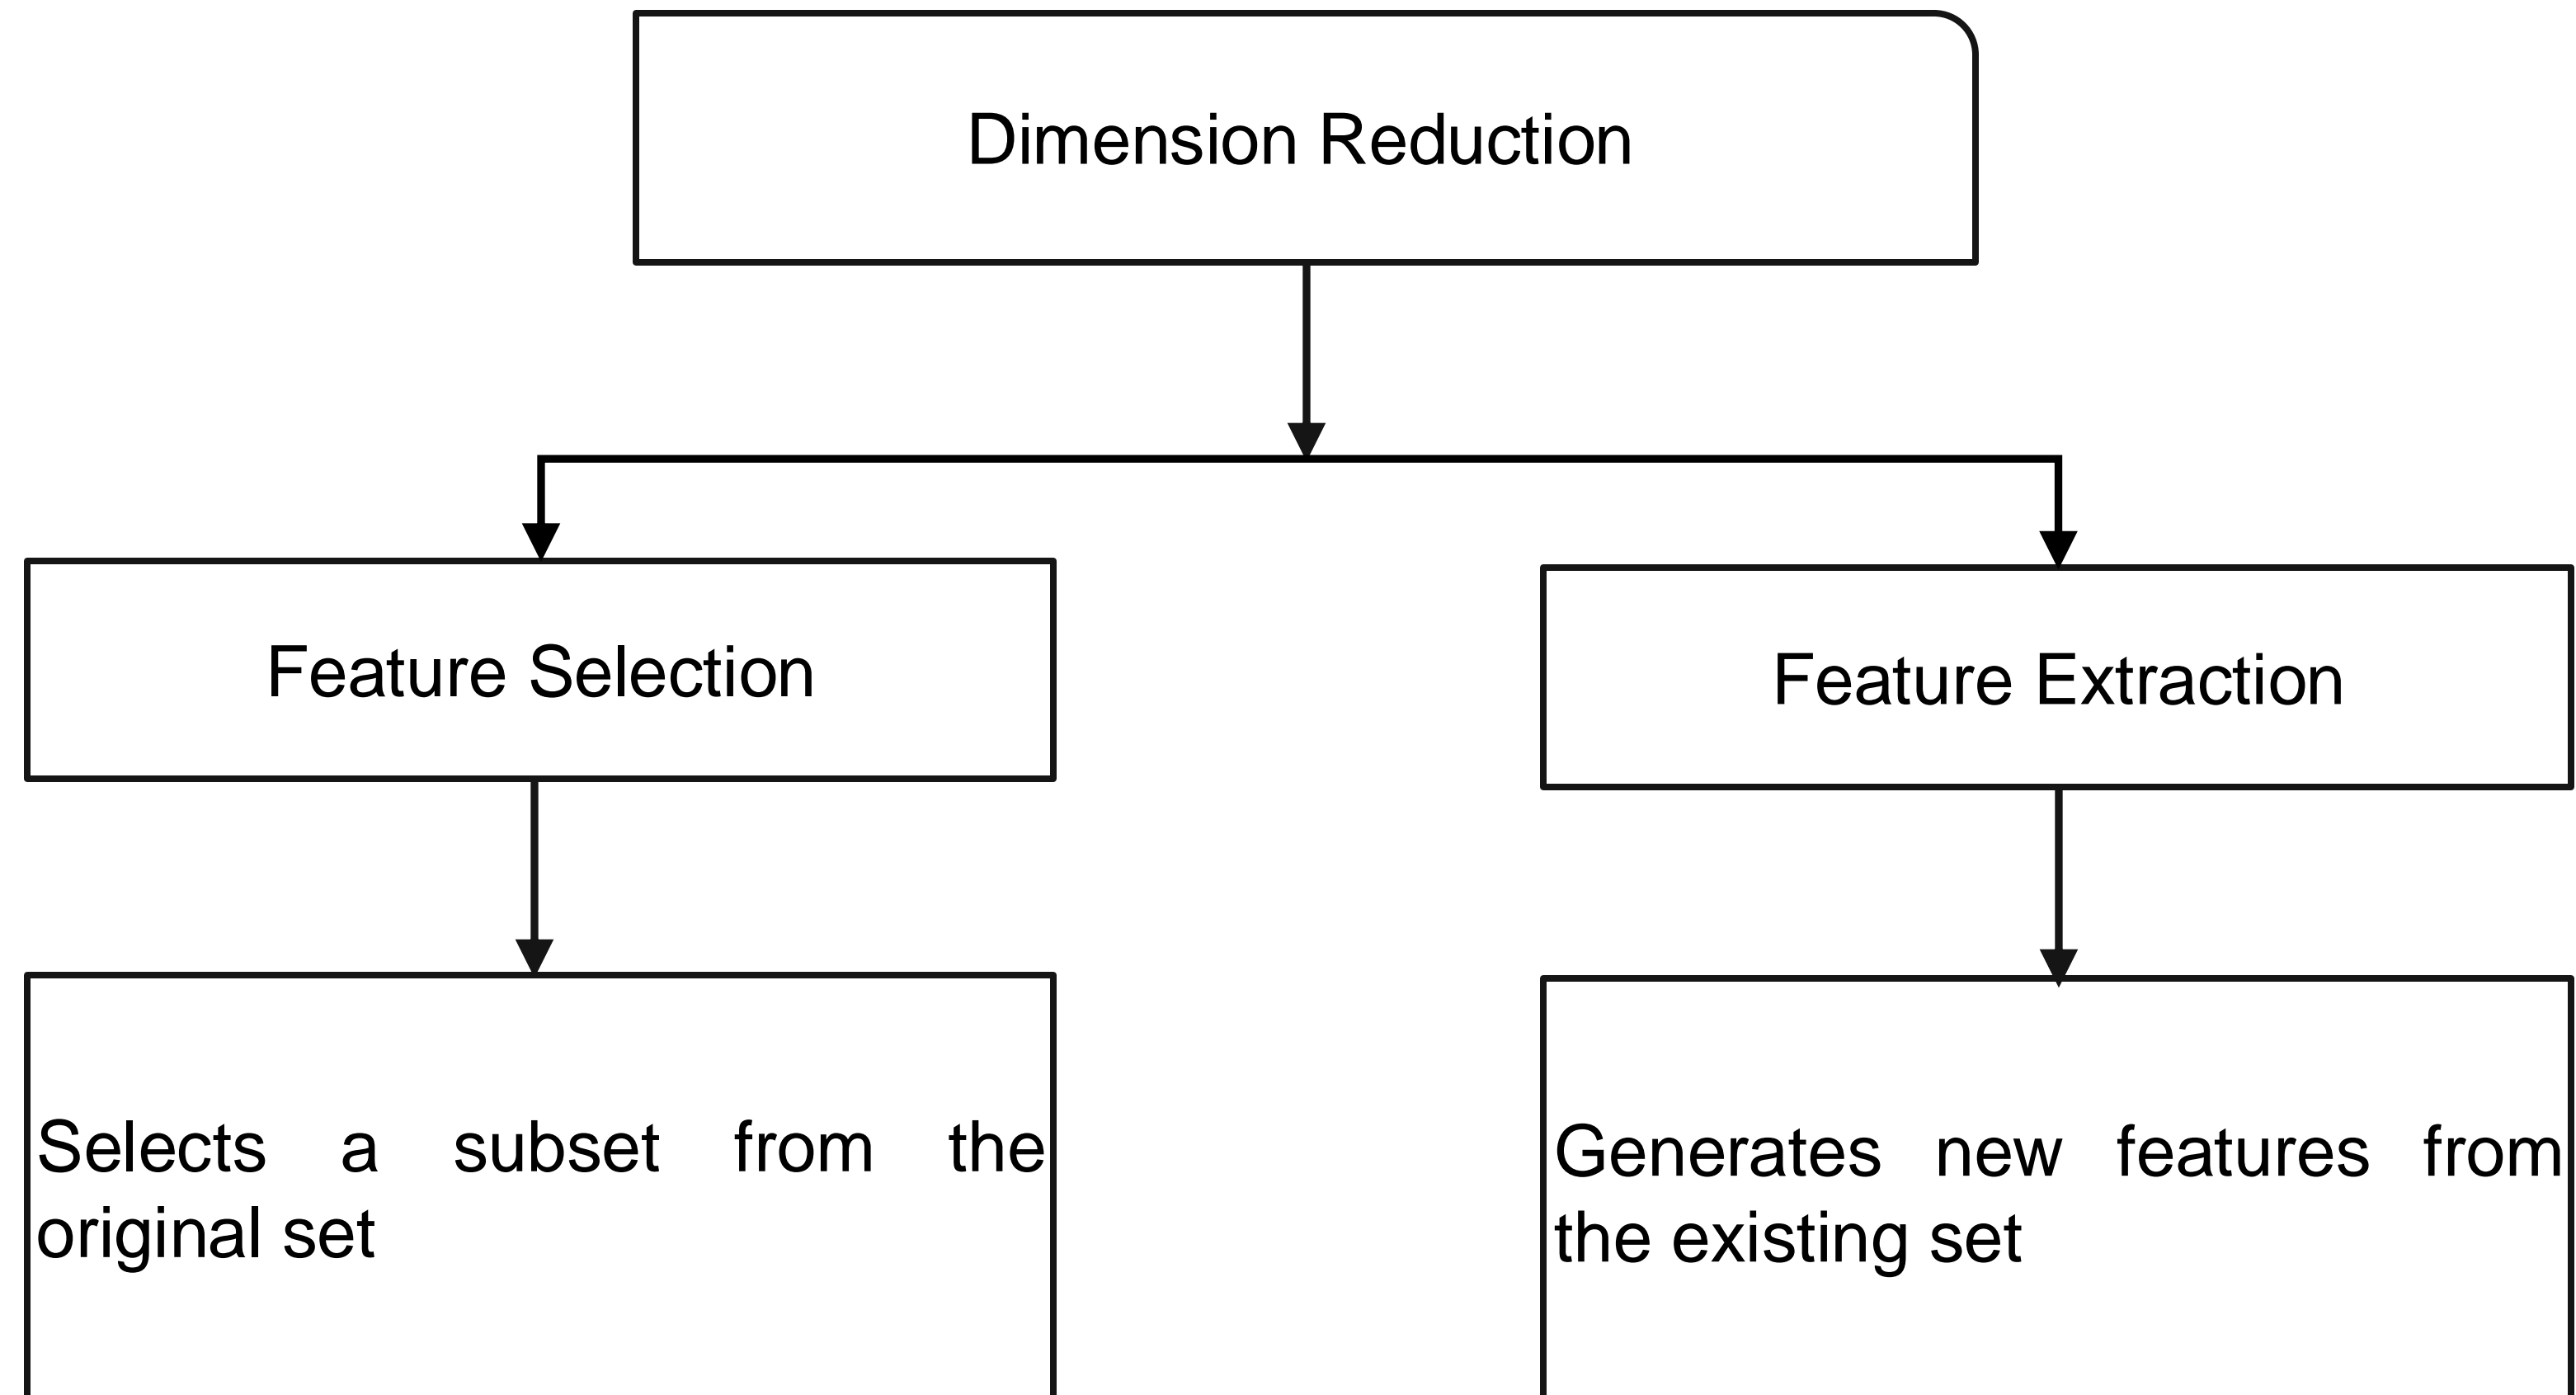 Dimension Reduction
Feature Selection
Feature Extraction
Selects a subset from the
original set
Generates new features from
the existing set